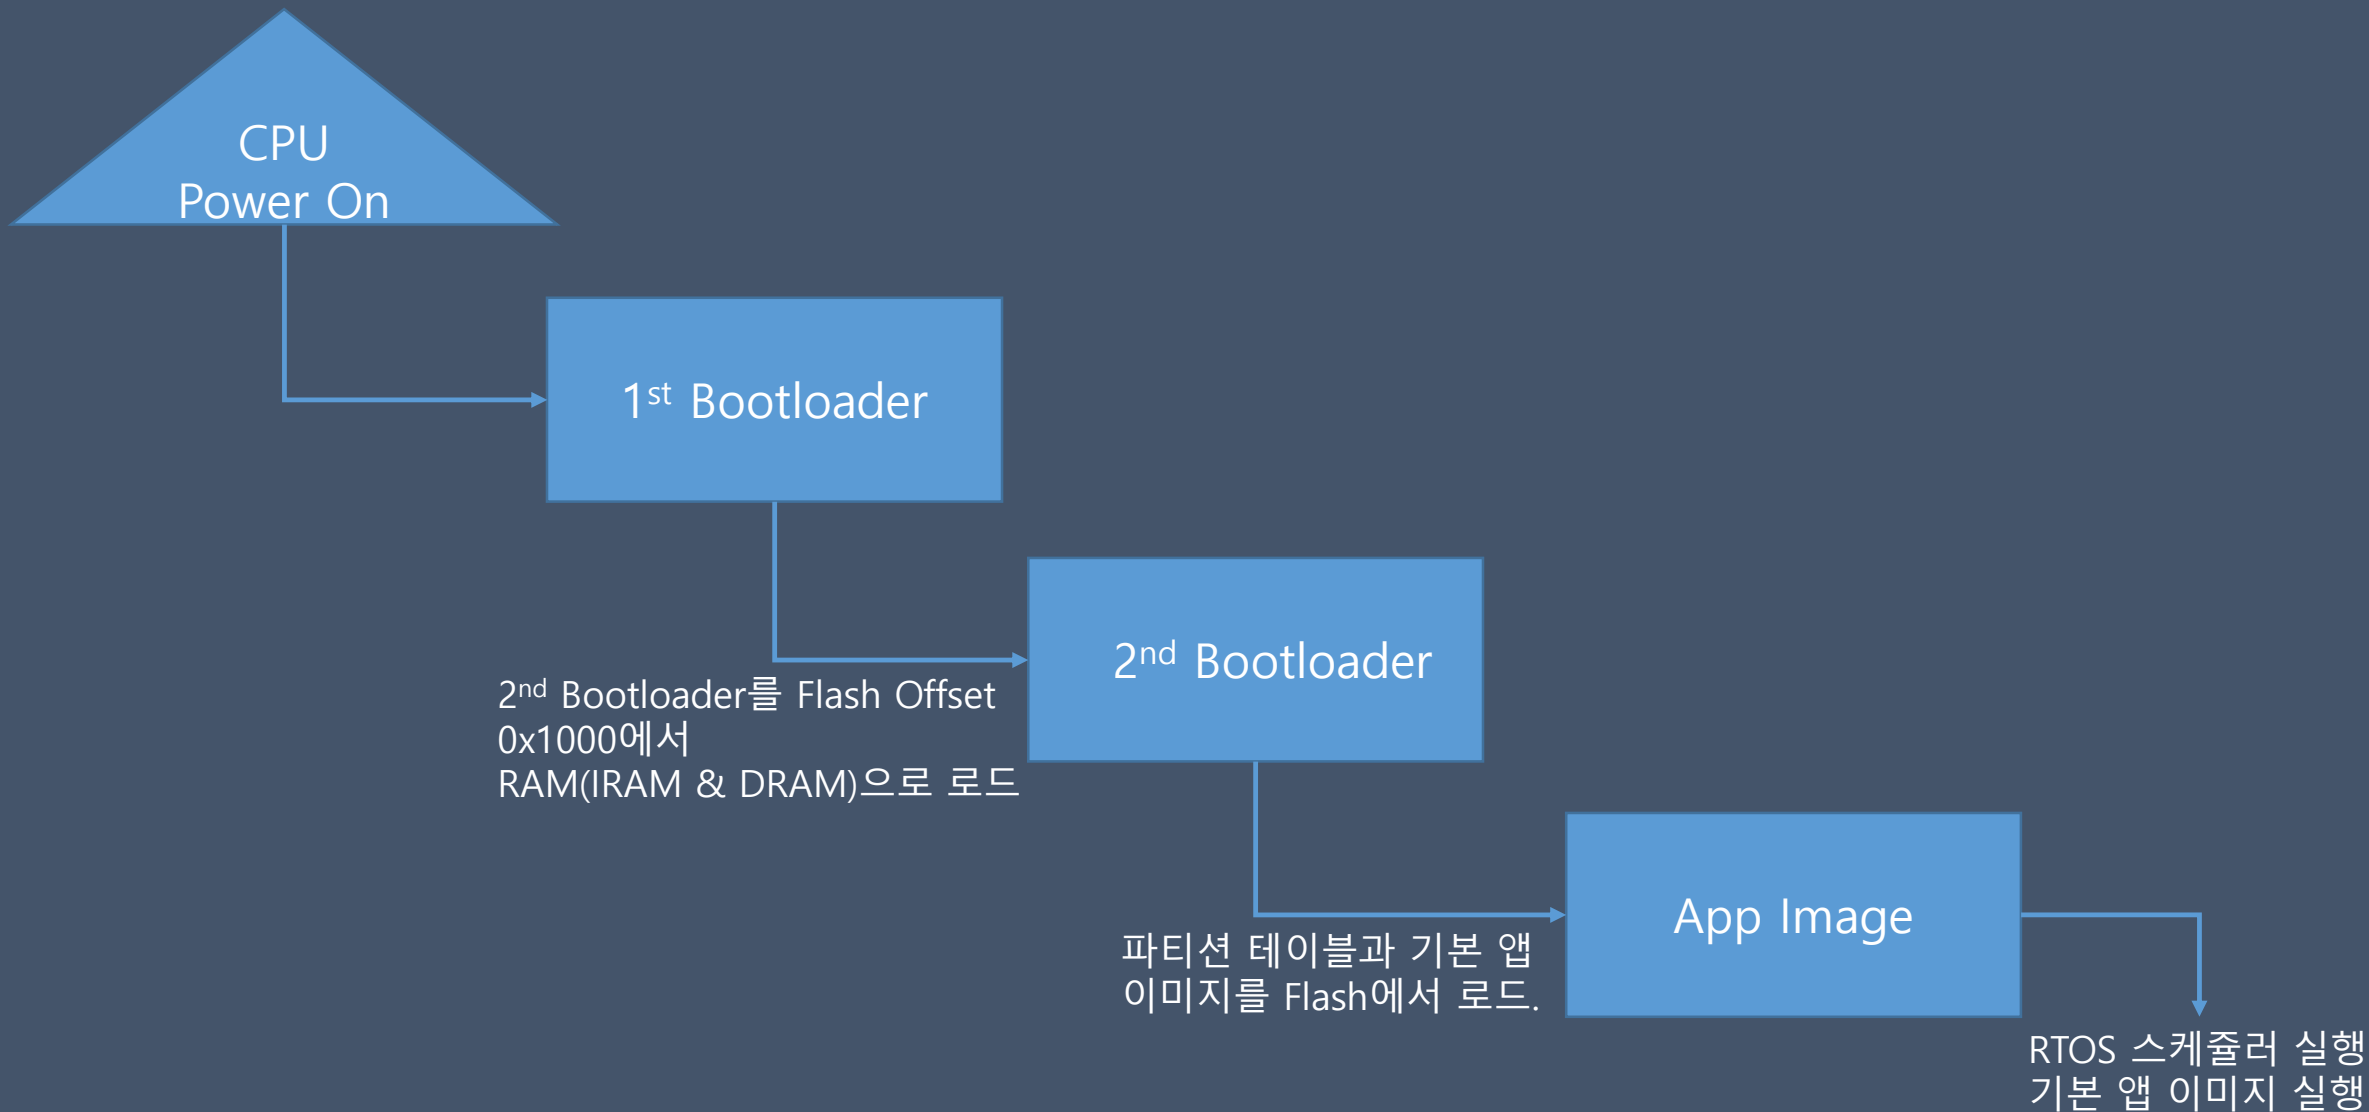 CPU
Power On
1st Bootloader
2nd Bootloader
2nd Bootloader를 Flash Offset
0x1000에서
RAM(IRAM & DRAM)으로 로드
App Image
파티션 테이블과 기본 앱
이미지를 Flash에서 로드.
RTOS 스케쥴러 실행
기본 앱 이미지 실행